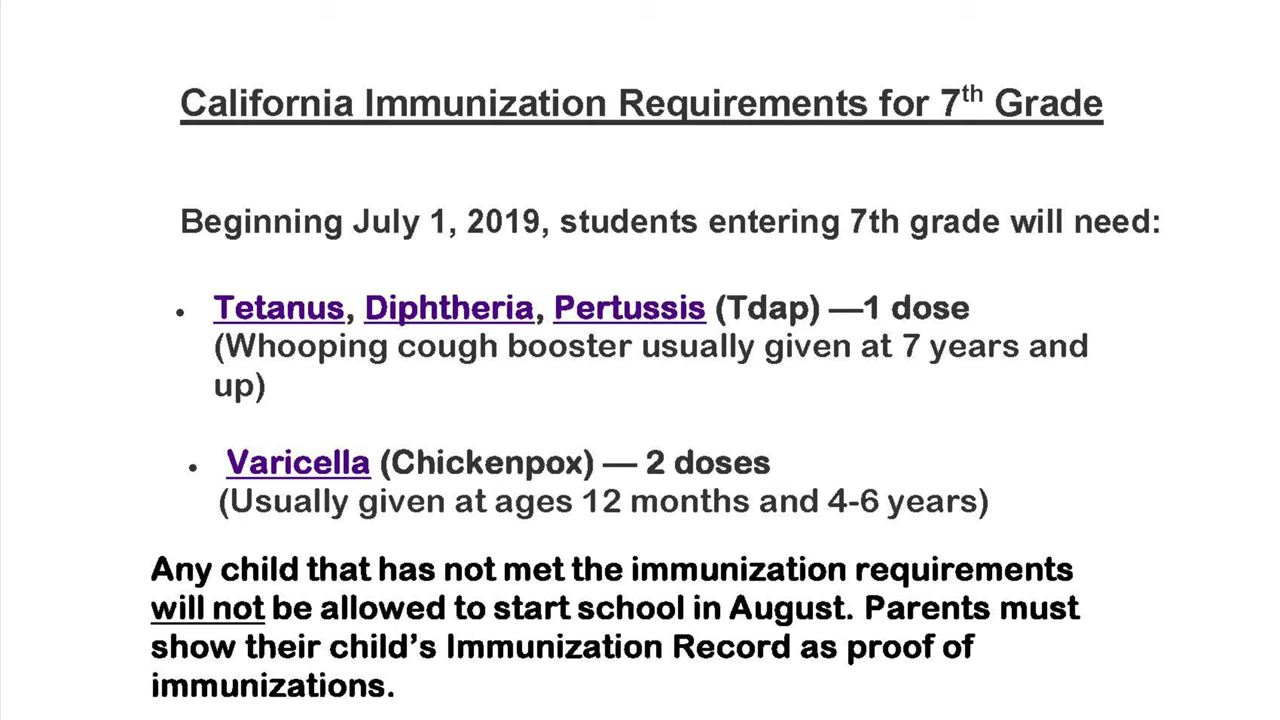 California Immunization Requirements for 7th Grade
Beginning July 1, 2019, students entering 7th grade will need:
• Tetanus, Diphtheria, Pertussis (Tdap) —1 dose
(Whooping cough booster usually given at 7 years and
up)
• Varicella (Chickenpox) — 2 doses
(Usually given at ages 12 months and 4-6 years)
Any child that has not met the immunization requirements
will not be allowed to start school in August. Parents must
show their child’s Immunization Record as proof of
immunizations.